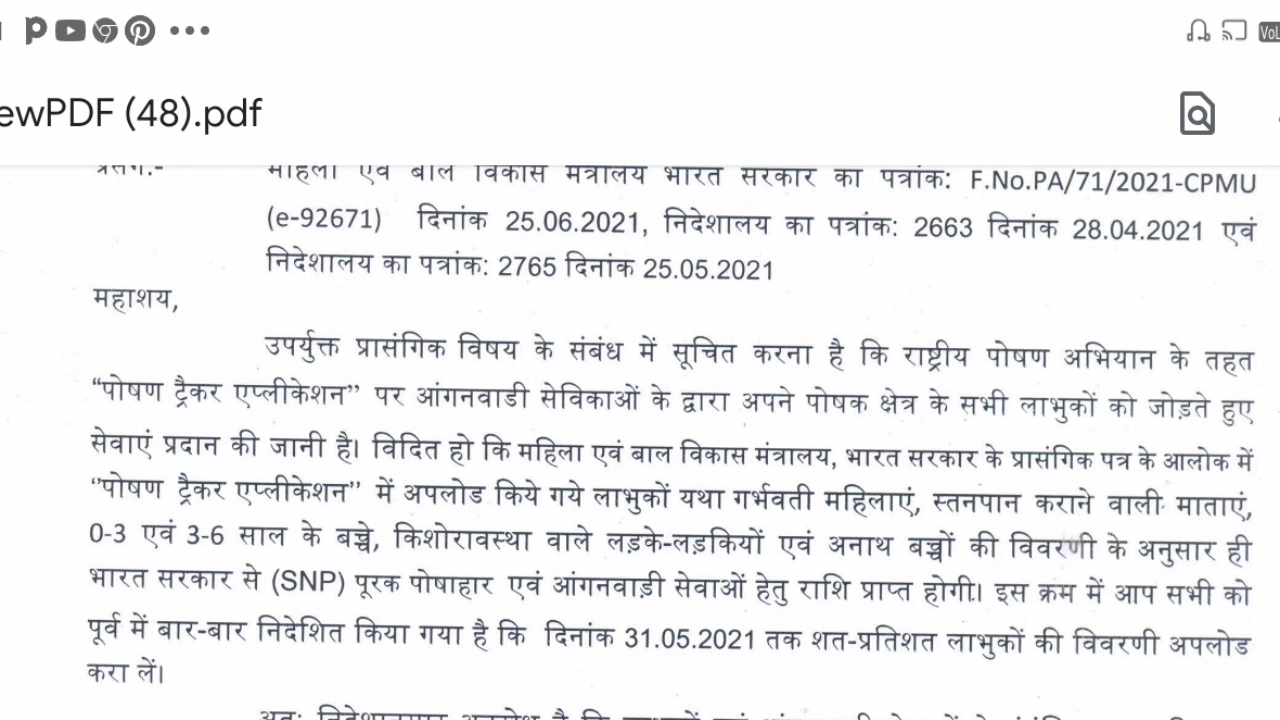 VoL
ewPDF (48).pdf
प्रसंग:- महिला एवं बाल विकास मंत्रालय भारत सरकार का पत्रांक: F.No.PA/71/2021-CPMU
(e-92671) दिनांक 25.06.2021, निदेशालय का पत्रांक: 2663 दिनांक 28.04.2021 एवं
निदेशालय का पत्रांक: 2765 दिनांक 25.05.2021
महाशय,
उपर्युक्त प्रासंगिक विषय के संबंध में सूचित करना है कि राष्ट्रीय पोषण अभियान के तहत
“पोषण ट्रैकर एप्लीकेशन” पर आंगनवाडी सेविकाओं के द्वारा अपने पोषक क्षेत्र के सभी लाभुकों को जोड़ते हुए
सेवाएं प्रदान की जानी है। विदित हो कि महिला एवं बाल विकास मंत्रालय, भारत सरकार के प्रासंगिक पत्र के आलोक में
“पोषण ट्रैकर एप्लीकेशन” में अपलोड किये गये लाभुकों यथा गर्भवती महिलाएं, स्तनपान कराने वाली माताएं,
0-3 एवं 3-6 साल के बच्चे, किशोरावस्था वाले लड़के-लड़कियों एवं अनाथ बच्चों की विवरणी के अनुसार ही
भारत सरकार से (SNP) पूरक पोषाहार एवं आंगनवाड़ी सेवाओं हेतु राशि प्राप्त होगी। इस क्रम में आप सभी को
पूर्व में बार-बार निदेशित किया गया है कि दिनांक 31.05.2021 तक शत-प्रतिशत लाभुकों की विवरणी अपलोड
करा लें।